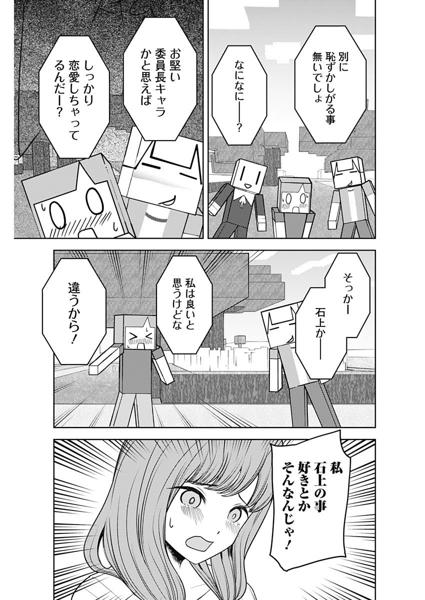 別に
恥ずかしがる事
無いでしょ
なになにー?
お堅い
委員長キャラ
かと思えば
しっかり
恋愛しちゃって
るんだー?
そっかー
石上かー
私は良いと
思うけどな
違うから!
私
石上の事
好きとか
そんなんじゃ!